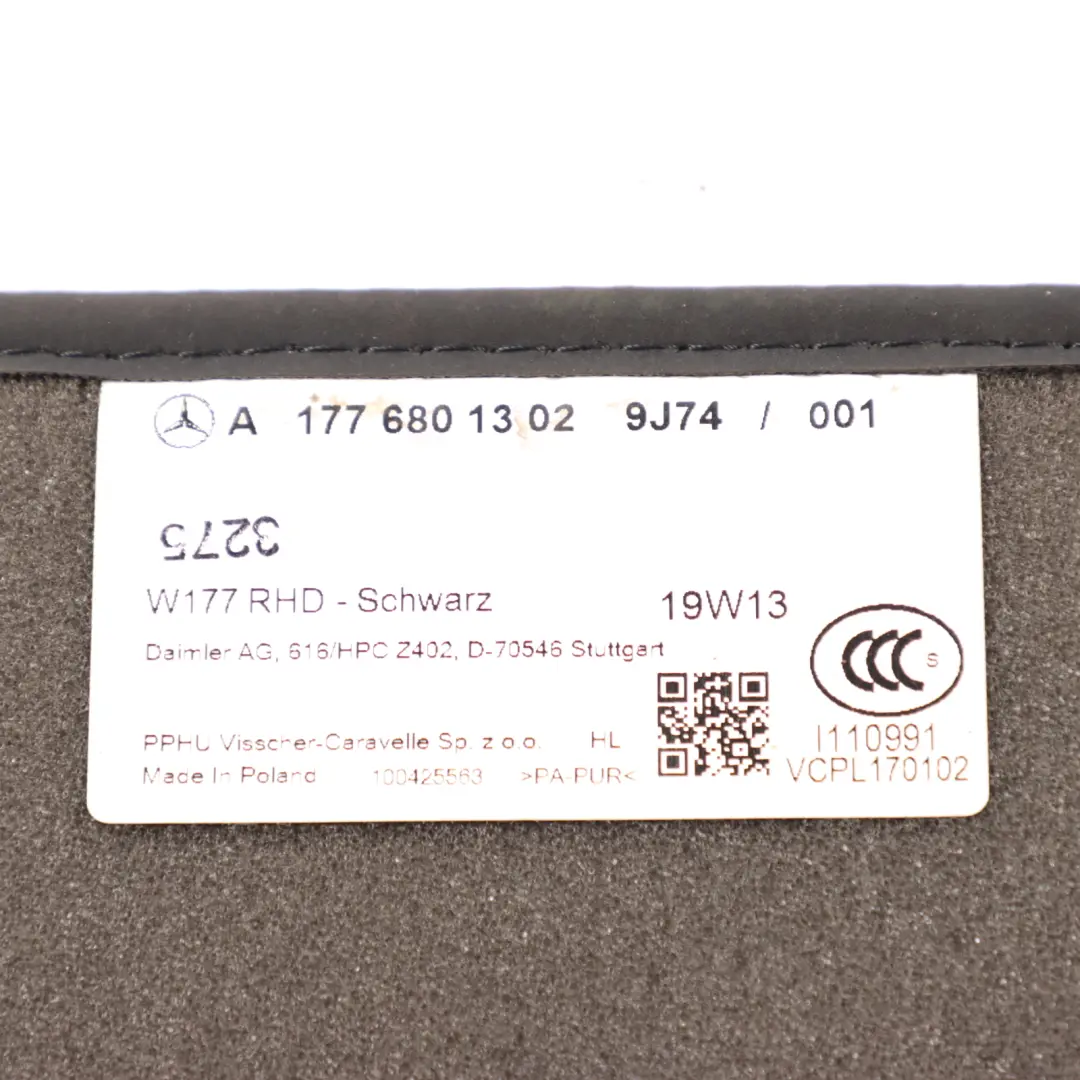 A 177 680 13 02 9J74 / 001
3275
W177 RHD - Schwarz 19W13
Daimler AG, 616/HPC Z402, D-70546 Stuttgart
CCC S
PPHU Visscher-Caravelle Sp. z o.o. HL I110991
Made In Poland 100425563 >PA-PUR< VCPL170102